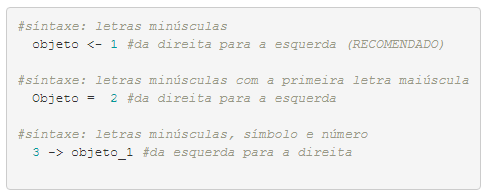 #síntaxe: letras minúsculas
objeto <- 1 #da direita para a esquerda (RECOMENDADO)
#síntaxe: letras minúsculas com a primeira letra maiúscula
Objeto =  2 #da direita para a esquerda
#síntaxe: letras minúsculas, símbolo e número
3 -> objeto_1 #da esquerda para a direita